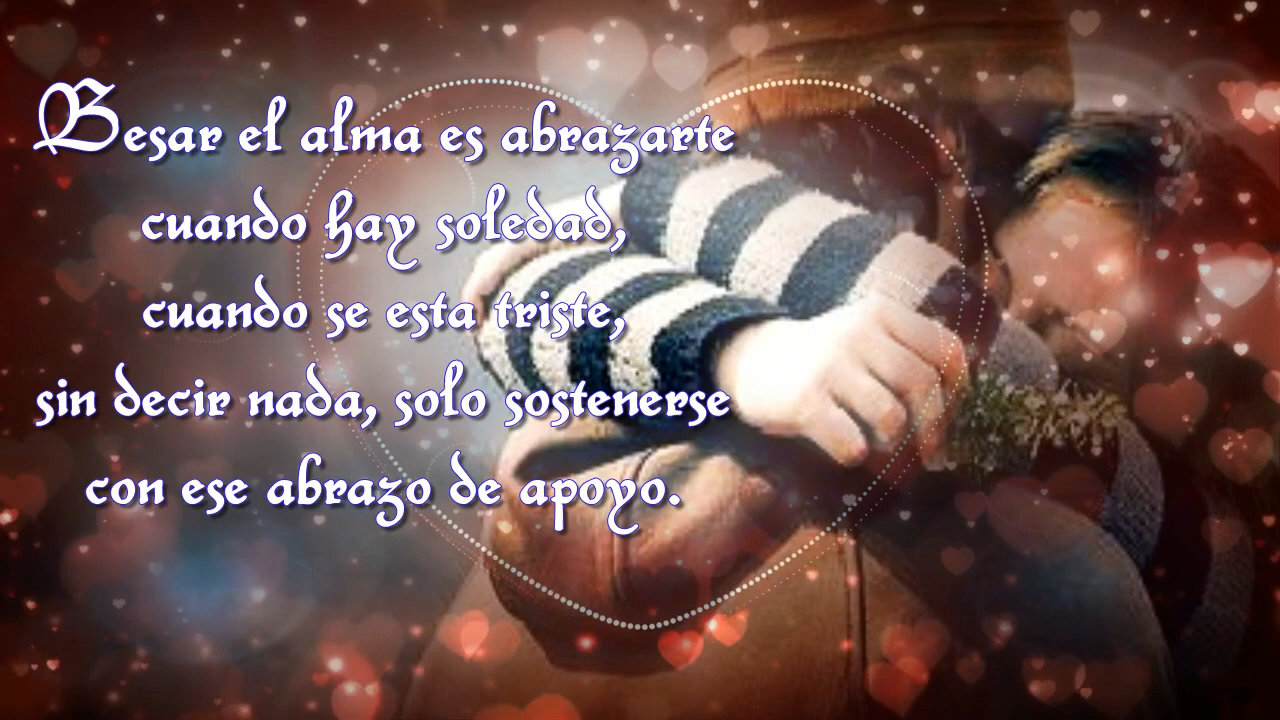 Besar el alma es abrazarte
cuando hay soledad,
cuando se esta triste,
sin decir nada, solo sostenerse
con ese abrazo de apoyo.